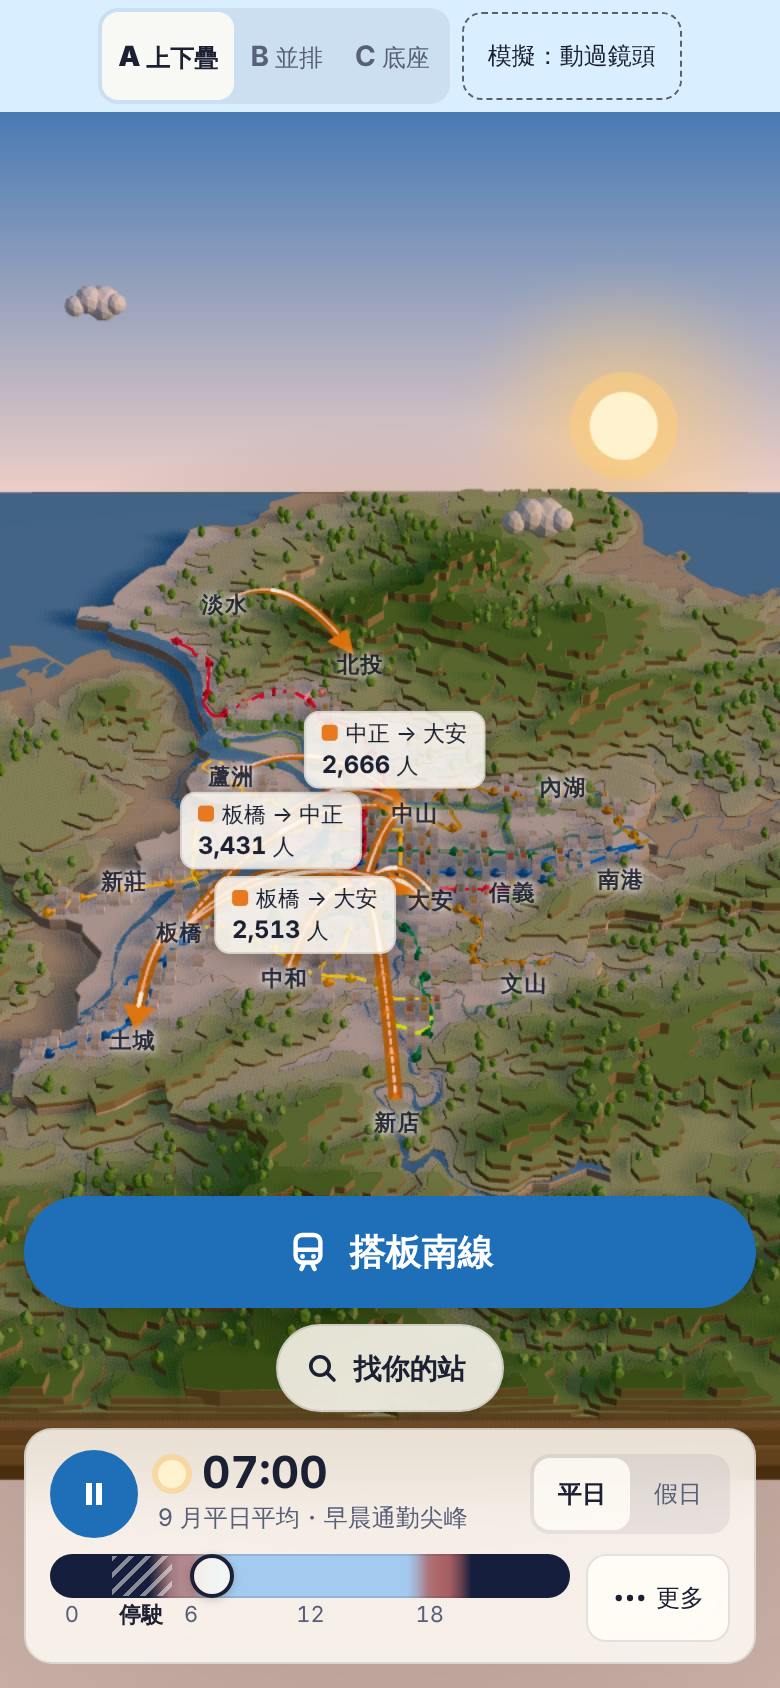 A 上下疊
B 並排
C 底座
模擬：動過鏡頭
淡水
北投
中正 → 大安
2,666 人
蘆洲
內湖
板橋 → 中正
3,431 人
中山
新莊
板橋 → 大安
2,513 人
大安
信義
南港
板橋
中和
文山
土城
新店
搭板南線
找你的站
07:00
9 月平日平均・早晨通勤尖峰
平日
假日
0
停駛
6
12
18
更多